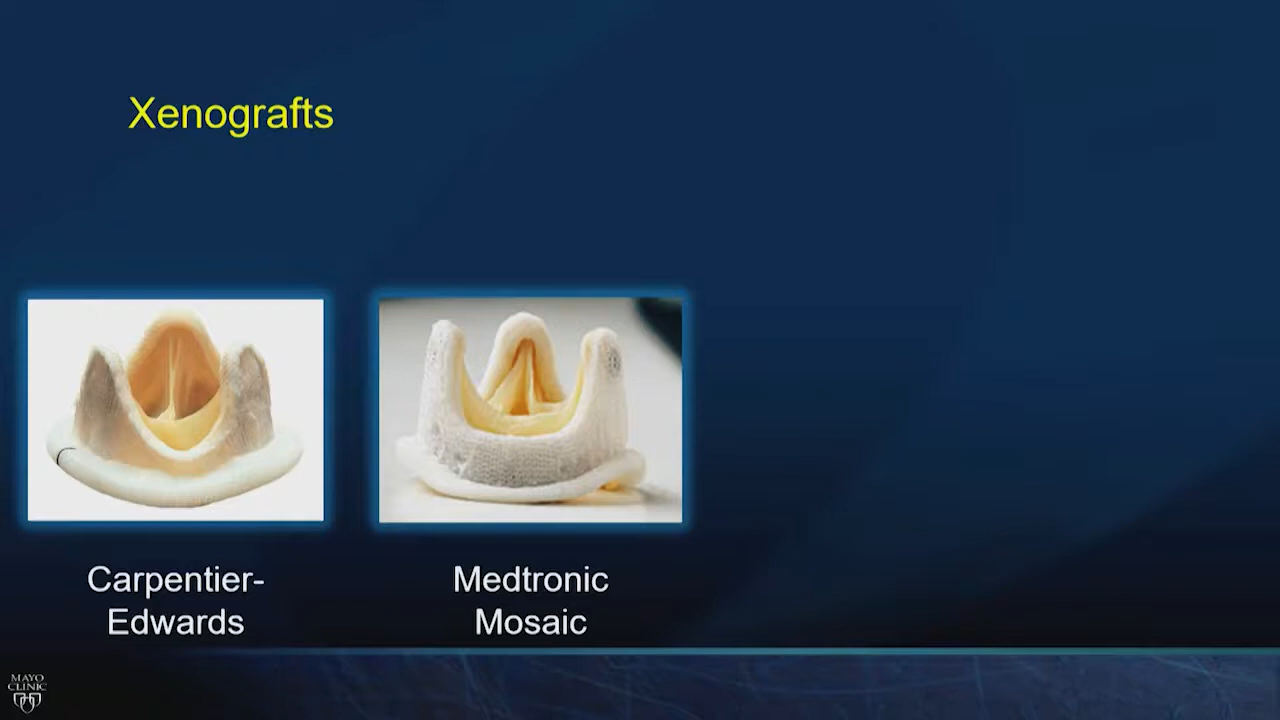 Xenografts
Carpentier-
Edwards
Medtronic
Mosaic
MAYO
CLINIC